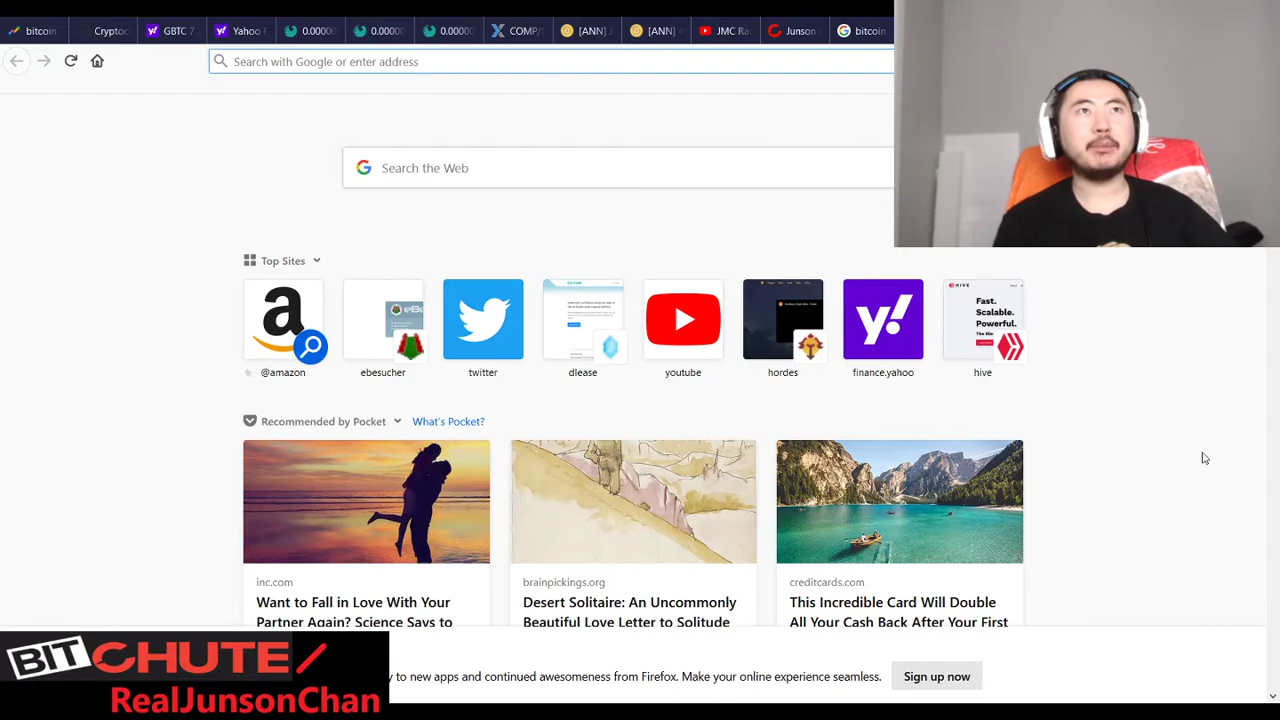 bitcoin
Crypto
GBTC 7
Yahoo
0.0000
0.0000
0.0000
COMP/
[ANN]
[ANN]
JMC Ra
Junson
bitcoin
Search with Google or enter address
Search the Web
Top Sites
@amazon
ebesucher
twitter
dlease
youtube
hordes
finance.yahoo
hive
HIVE
Fast.
Scalable.
Powerful.
Recommended by Pocket
What's Pocket?
inc.com
brainpickings.org
creditcards.com
Want to Fall in Love With Your
Partner Again? Science Says to
Desert Solitaire: An Uncommonly
Beautiful Love Letter to Solitude
This Incredible Card Will Double
All Your Cash Back After Your First
y to new apps and continued awesomeness from Firefox. Make your online experience seamless.
Sign up now
BITCHUTE/
RealJunsonChan